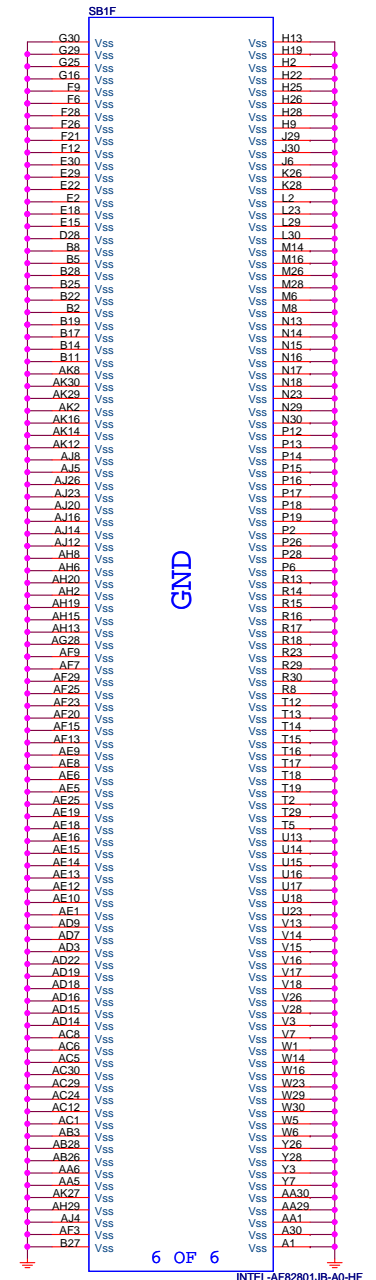 SB1F
G30 Vss Vss H13
G29 Vss Vss H19
G25 Vss Vss H2
G16 Vss Vss H22
F9 Vss Vss H25
F6 Vss Vss H26
F28 Vss Vss H28
F26 Vss Vss H9
F21 Vss Vss J29
F12 Vss Vss J30
E30 Vss Vss J6
E29 Vss Vss K26
E22 Vss Vss K28
E2 Vss Vss L2
E18 Vss Vss L23
E15 Vss Vss L29
D28 Vss Vss L30
B8 Vss Vss M14
B5 Vss Vss M16
B28 Vss Vss M26
B25 Vss Vss M28
B22 Vss Vss M6
B2 Vss Vss M8
B19 Vss Vss N13
B17 Vss Vss N14
B14 Vss Vss N15
B11 Vss Vss N16
AK8 Vss Vss N17
AK30 Vss Vss N18
AK29 Vss Vss N23
AK2 Vss Vss N29
AK16 Vss Vss N30
AK14 Vss Vss P12
AK12 Vss Vss P13
AJ8 Vss Vss P14
AJ5 Vss Vss P15
AJ26 Vss Vss P16
AJ23 Vss Vss P17
AJ20 Vss Vss P18
AJ16 Vss Vss P19
AJ14 Vss Vss P2
AJ12 Vss Vss P26
AH8 Vss Vss P28
AH6 Vss Vss P6
AH20 Vss Vss R13
AH2 Vss Vss R14
GND
AH19 Vss Vss R15
AH15 Vss Vss R16
AH13 Vss Vss R17
AG28 Vss Vss R18
AF9 Vss Vss R23
AF7 Vss Vss R29
AF29 Vss Vss R30
AF25 Vss Vss R8
AF23 Vss Vss T12
AF20 Vss Vss T13
AF15 Vss Vss T14
AF13 Vss Vss T15
AE9 Vss Vss T16
AE8 Vss Vss T17
AE6 Vss Vss T18
AE5 Vss Vss T19
AE25 Vss Vss T2
AE19 Vss Vss T29
AE18 Vss Vss T5
AE16 Vss Vss U13
AE15 Vss Vss U14
AE14 Vss Vss U15
AE13 Vss Vss U16
AE12 Vss Vss U17
AE10 Vss Vss U18
AE1 Vss Vss U23
AD9 Vss Vss V13
AD7 Vss Vss V14
AD3 Vss Vss V15
AD22 Vss Vss V16
AD19 Vss Vss V17
AD18 Vss Vss V18
AD16 Vss Vss V26
AD15 Vss Vss V28
AD14 Vss Vss V3
AC8 Vss Vss V7
AC6 Vss Vss W1
AC5 Vss Vss W14
AC30 Vss Vss W16
AC29 Vss Vss W23
AC24 Vss Vss W29
AC12 Vss Vss W30
AC1 Vss Vss W5
AB3 Vss Vss W6
AB28 Vss Vss Y26
AB26 Vss Vss Y28
AA6 Vss Vss Y3
AA5 Vss Vss Y7
AK27 Vss Vss AA30
AH29 Vss Vss AA29
AJ4 Vss Vss AA1
AF3 Vss Vss A30
B27 Vss Vss A1
6 OF 6
INTEL-AF82801JB-A0-HF